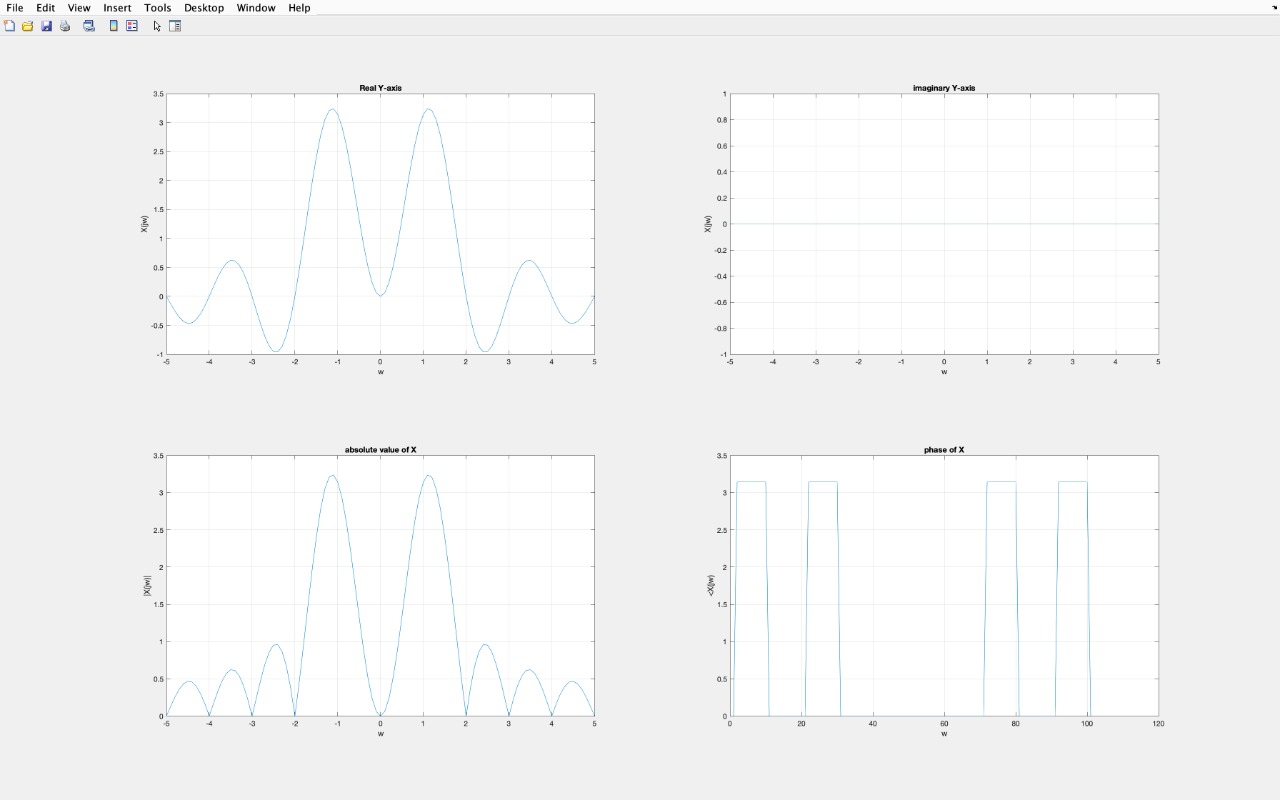 File Edit View Insert Tools Desktop Window Help
Real Y-axis
3.5
3
2.5
2
1.5
1
0.5
0
-0.5
-1
X(jw)
-5 -4 -3 -2 -1 0 1 2 3 4 5
w
imaginary Y-axis
1
0.8
0.6
0.4
0.2
0
-0.2
-0.4
-0.6
-0.8
-1
X(jw)
-5 -4 -3 -2 -1 0 1 2 3 4 5
w
absolute value of X
3.5
3
2.5
2
1.5
1
0.5
0
|X(jw)|
-5 -4 -3 -2 -1 0 1 2 3 4 5
w
phase of X
3.5
3
2.5
2
1.5
1
0.5
0
<X(jw)
0 20 40 60 80 100 120
w